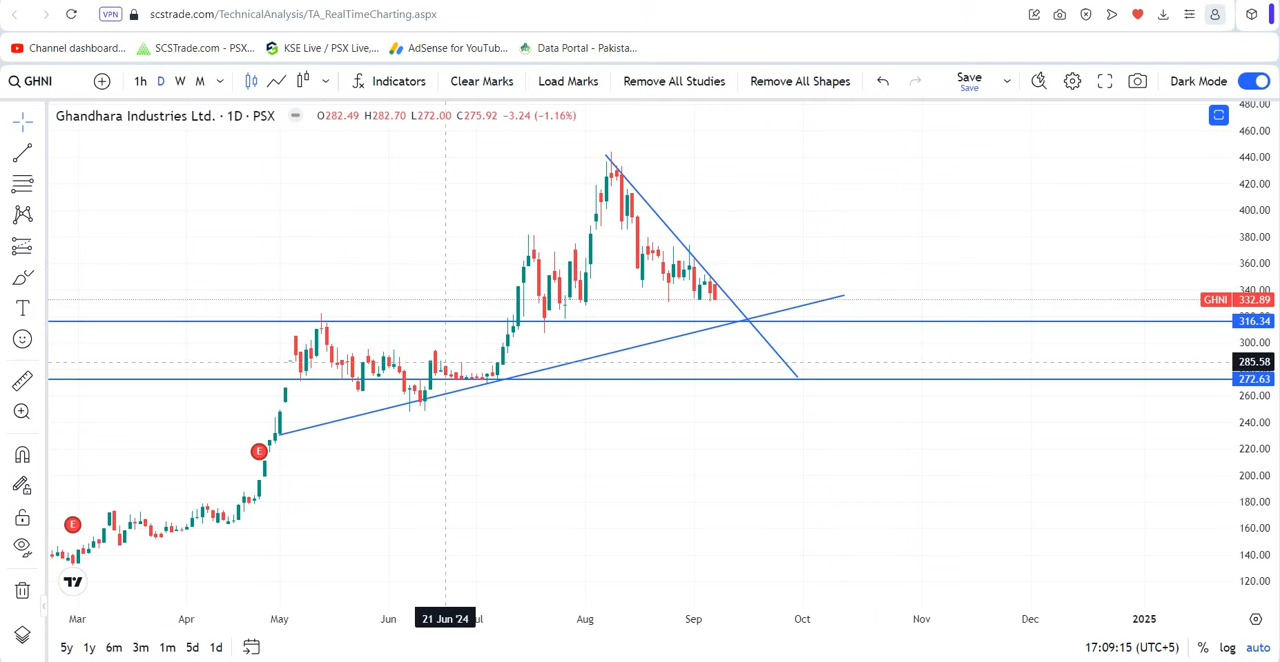 VPN scstrade.com/TechnicalAnalysis/TA_RealTimeCharting.aspx
Channel dashboard... SCSTrade.com - PSX... KSE Live / PSX Live,... AdSense for YouTub... Data Portal - Pakista...
GHNI 1h D W M Indicators Clear Marks Load Marks Remove All Studies Remove All Shapes Save Dark Mode
Save
Ghandhara Industries Ltd. · 1D · PSX O282.49 H282.70 L272.00 C275.92 −3.24 (−1.16%)
480.00
460.00
440.00
420.00
400.00
380.00
360.00
340.00
GHNI 332.89
316.34
300.00
285.58
272.63
260.00
240.00
E
220.00
200.00
180.00
E
160.00
140.00
120.00
Mar Apr May Jun 21 Jun '24 Aug Sep Oct Nov Dec 2025
5y 1y 6m 3m 1m 5d 1d 17:09:15 (UTC+5) % log auto